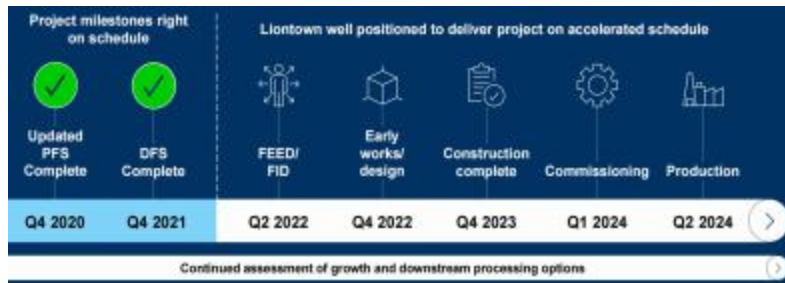 Project milestones right
on schedule
Liontown well positioned to deliver project on accelerated schedule
Updated
PFS
Complete
DFS
Complete
FEED/
FID
Early
works/
design
Construction
complete
Commissioning
Production
Q4 2020
Q4 2021
Q2 2022
Q4 2022
Q4 2023
Q1 2024
Q2 2024
Continued assessment of growth and downstream processing options